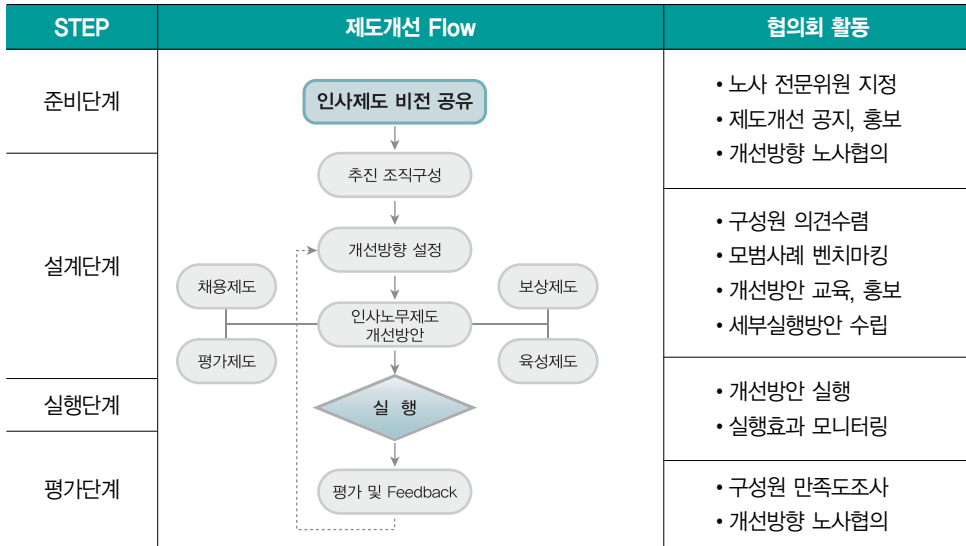 STEP
제도개선 Flow
협의회 활동
준비단계
인사제도 비전 공유
• 노사 전문위원 지정
• 제도개선 공지, 홍보
• 개선방향 노사협의
설계단계
추진 조직구성
개선방향 설정
채용제도
보상제도
인사노무제도
개선방안
평가제도
육성제도
• 구성원 의견수렴
• 모범사례 벤치마킹
• 개선방안 교육, 홍보
• 세부실행방안 수립
실행단계
실 행
• 개선방안 실행
• 실행효과 모니터링
평가단계
평가 및 Feedback
• 구성원 만족도조사
• 개선방향 노사협의